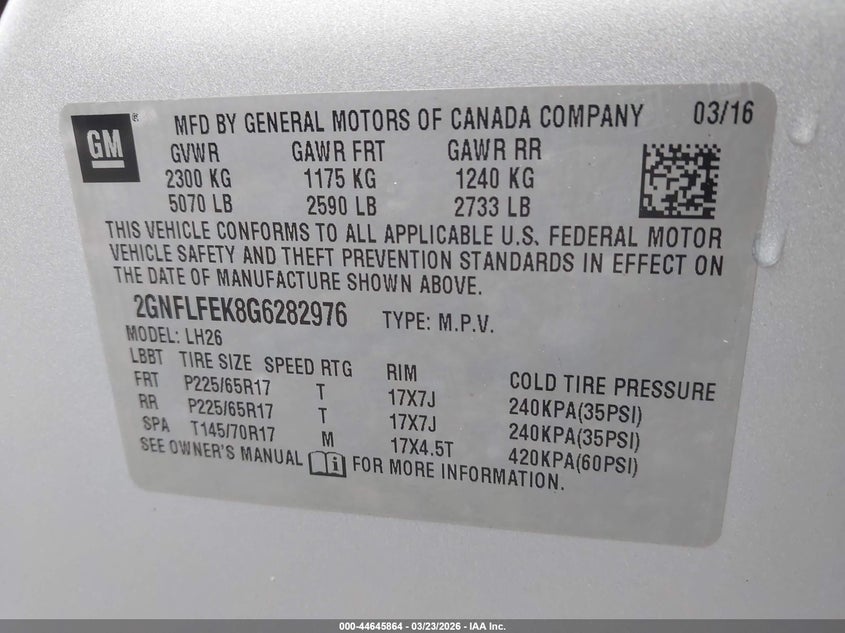 GM
MFD BY GENERAL MOTORS OF CANADA COMPANY 03/16
GVWR GAWR FRT GAWR RR
2300 KG 1175 KG 1240 KG
5070 LB 2590 LB 2733 LB
THIS VEHICLE CONFORMS TO ALL APPLICABLE U.S. FEDERAL MOTOR
VEHICLE SAFETY AND THEFT PREVENTION STANDARDS IN EFFECT ON
THE DATE OF MANUFACTURE SHOWN ABOVE.
2GNFLFEK8G6282976 TYPE: M.P.V.
MODEL: LH26
LBBT TIRE SIZE SPEED RTG RIM COLD TIRE PRESSURE
FRT P225/65R17 T 17X7J 240KPA(35PSI)
RR P225/65R17 T 17X7J 240KPA(35PSI)
SPA T145/70R17 M 17X4.5T 420KPA(60PSI)
SEE OWNER'S MANUAL FOR MORE INFORMATION.
000-44645864 / 03/23/2026 - IAA Inc.